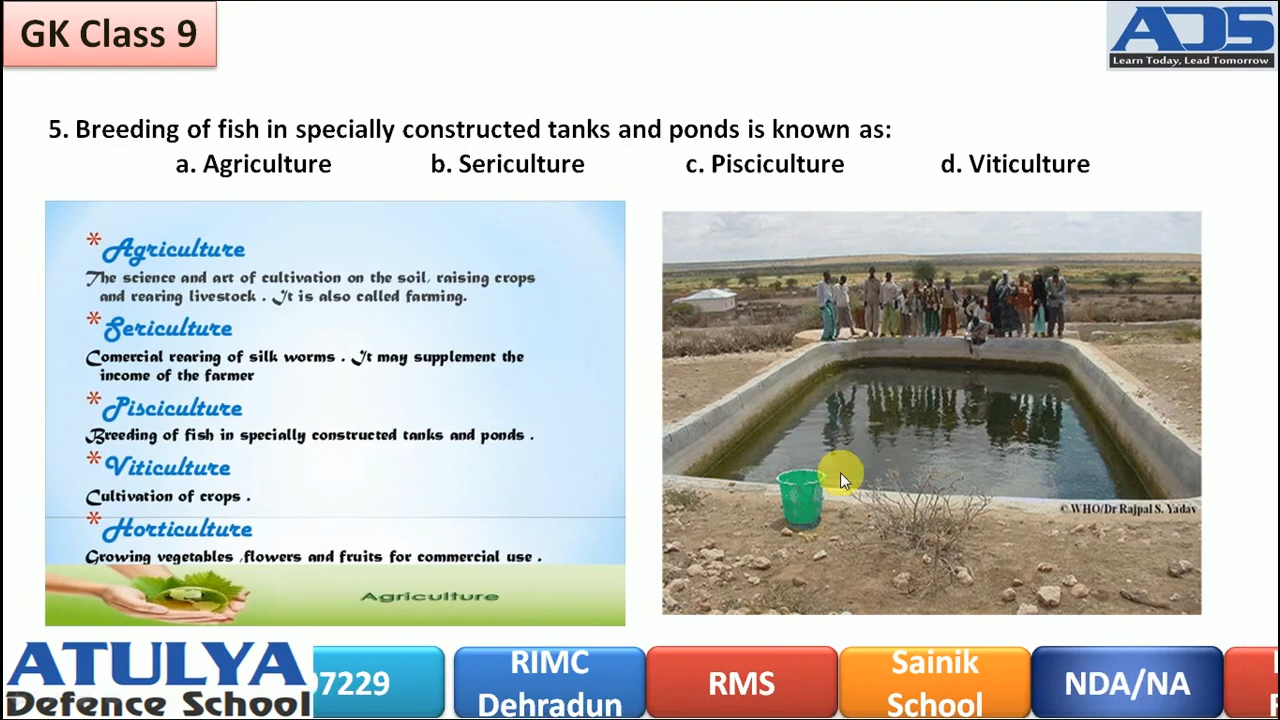 GK Class 9
ADS
Learn Today, Lead Tomorrow
5. Breeding of fish in specially constructed tanks and ponds is known as:
a. Agriculture b. Sericulture c. Pisciculture d. Viticulture
* Agriculture
The science and art of cultivation on the soil, raising crops
and rearing livestock . It is also called farming.
* Sericulture
Comercial rearing of silk worms . It may supplement the
income of the farmer
* Pisciculture
Breeding of fish in specially constructed tanks and ponds .
* Viticulture
Cultivation of crops .
* Horticulture
Growing vegetables ,flowers and fruits for commercial use .
Agriculture
© WHO/Dr Rajpal S. Yadav
ATULYA
Defence School
07229
RIMC
Dehradun
RMS
Sainik
School
NDA/NA